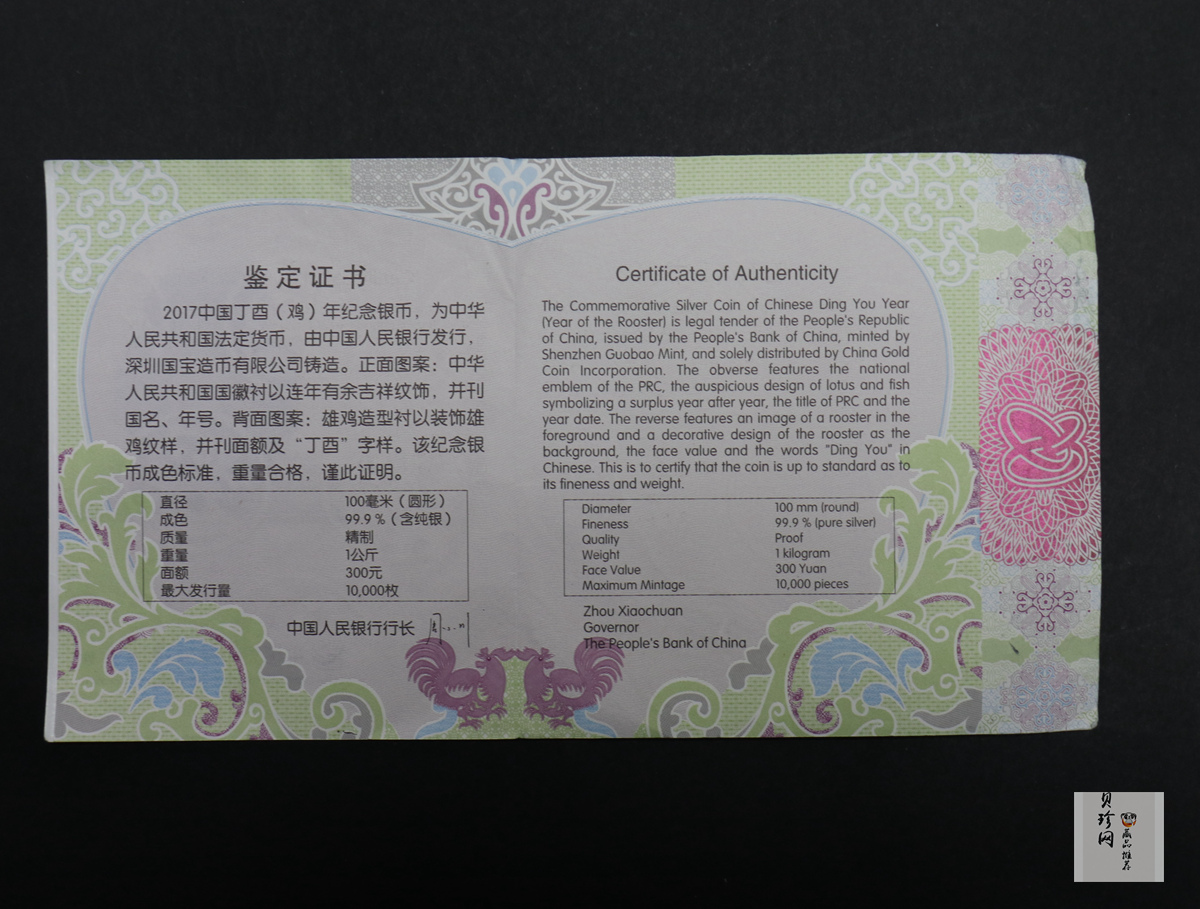 鉴定证书
2017中国丁酉（鸡）年纪念银币，为中华
人民共和国法定货币，由中国人民银行发行，
深圳国宝造币有限公司铸造。正面图案：中华
人民共和国国徽衬以连年有余吉祥纹饰，并刊
国名、年号。背面图案：雄鸡造型衬以装饰雄
鸡纹样，并刊面额及“丁酉”字样。该纪念银
币成色标准，重量合格，谨此证明。
直径 100毫米（圆形）
成色 99.9％（含纯银）
质量 精制
重量 1公斤
面额 300元
最大发行量 10,000枚
中国人民银行行长
Certificate of Authenticity
The Commemorative Silver Coin of Chinese Ding You Year
(Year of the Rooster) is legal tender of the People's Republic
of China, issued by the People's Bank of China, minted by
Shenzhen Guobao Mint, and solely distributed by China Gold
Coin Incorporation. The obverse features the national
emblem of the PRC, the auspicious design of lotus and fish
symbolizing a surplus year after year, the title of PRC and the
year date. The reverse features an image of a rooster in the
foreground and a decorative design of the rooster as the
background, the face value and the words “Ding You” in
Chinese. This is to certify that the coin is up to standard as to
its fineness and weight.
Diameter 100 mm (round)
Fineness 99.9 % (pure silver)
Quality Proof
Weight 1 kilogram
Face Value 300 Yuan
Maximum Mintage 10,000 pieces
Zhou Xiaochuan
Governor
The People's Bank of China
贝珍网
藏品推荐